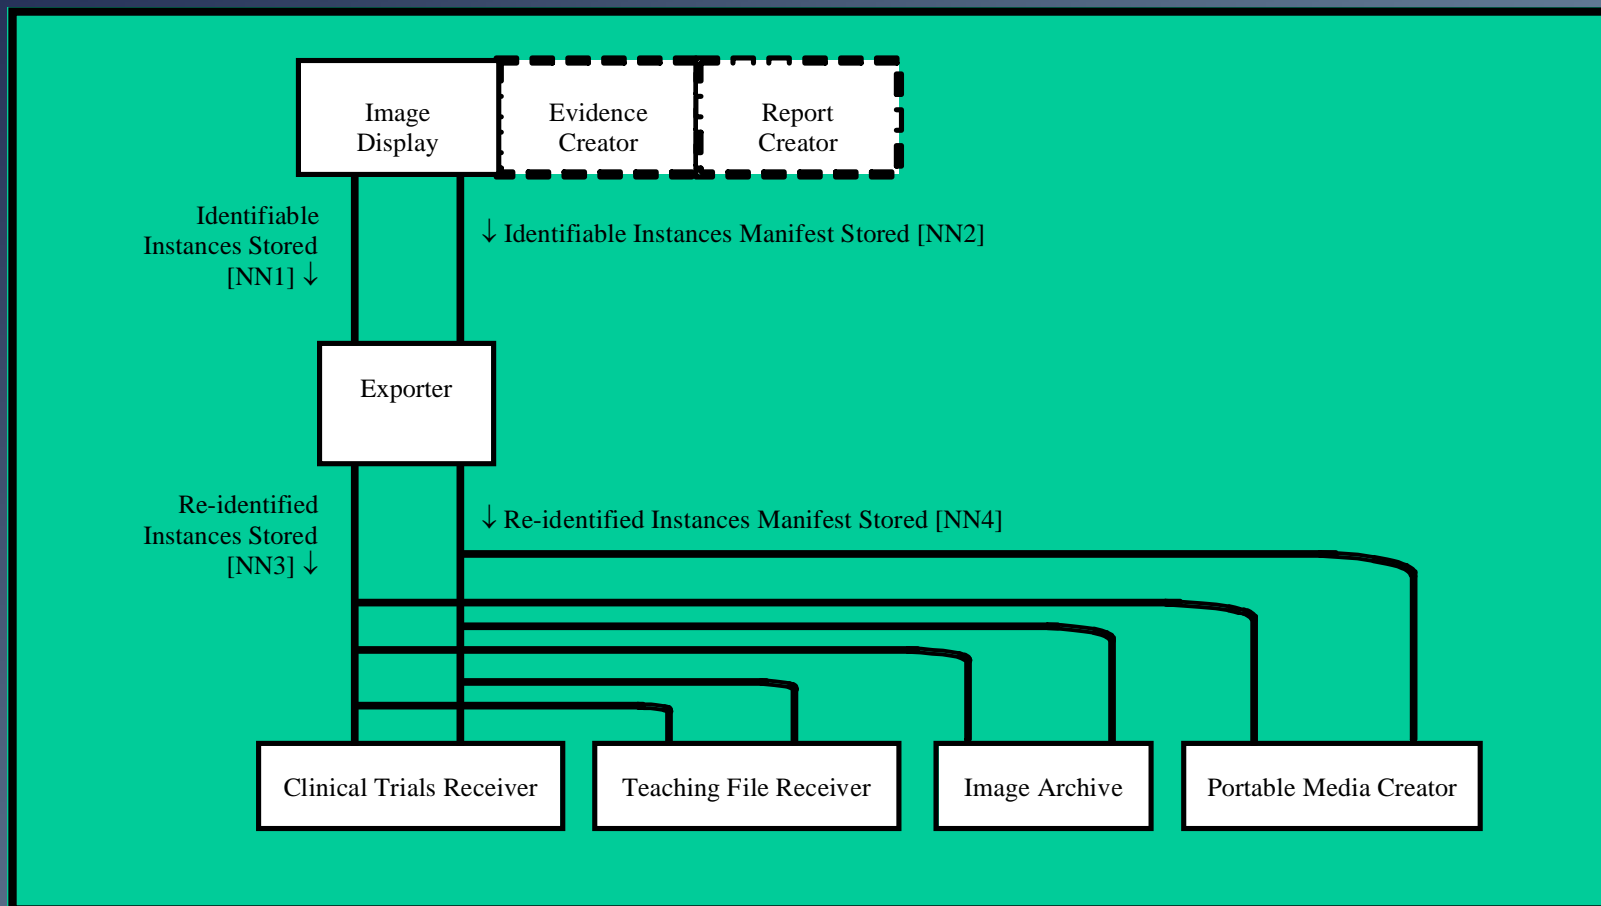 Image
Display
Evidence
Creator
Report
Creator
Identifiable
Instances Stored
[NN1] ↓
↓ Identifiable Instances Manifest Stored [NN2]
Exporter
Re-identified
Instances Stored
[NN3] ↓
↓ Re-identified Instances Manifest Stored [NN4]
Clinical Trials Receiver
Teaching File Receiver
Image Archive
Portable Media Creator